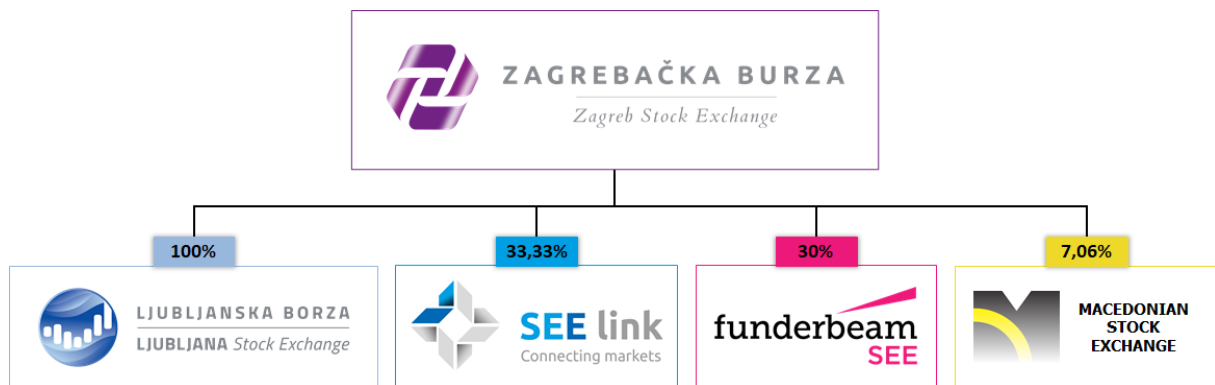 ZAGREBAČKA BURZA
Zagreb Stock Exchange
100%
33,33%
30%
7,06%
LJUBLJANSKA BORZA
LJUBLJANA Stock Exchange
SEE link
Connecting markets
funderbeam
SEE
MACEDONIAN
STOCK
EXCHANGE